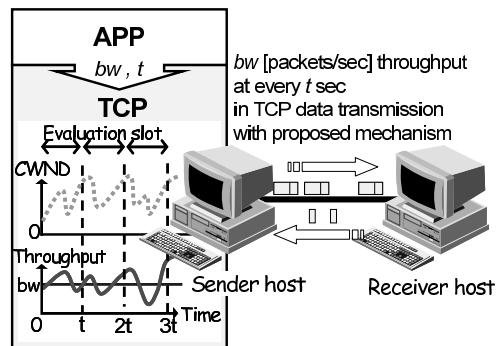 APP
bw , t
bw [packets/sec] throughput
at every t sec
in TCP data transmission
with proposed mechanism
TCP
Evaluation slot
CWND
0
Throughput
bw
0 t 2t 3t
Time
Sender host
Receiver host